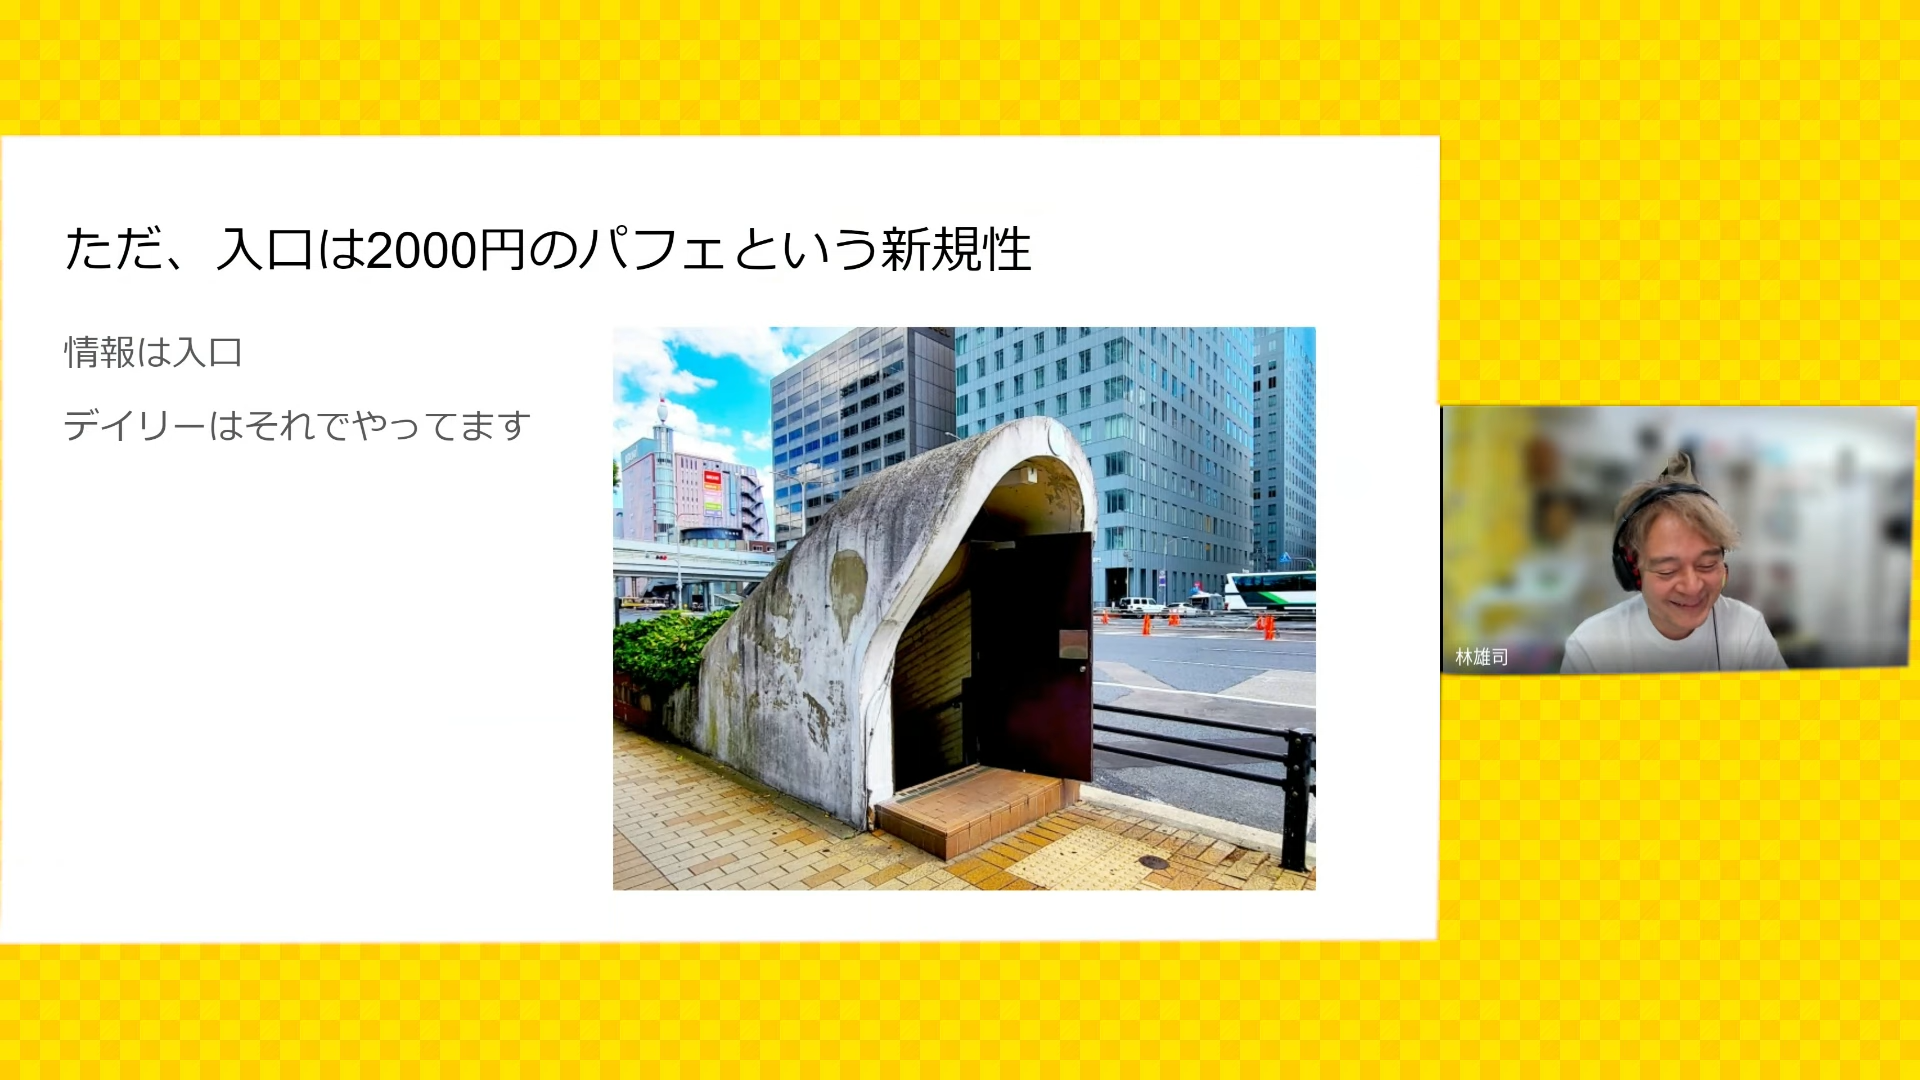 ただ、入口は2000円のパフェという新規性
情報は入口
デイリーはそれでやってます
林雄司